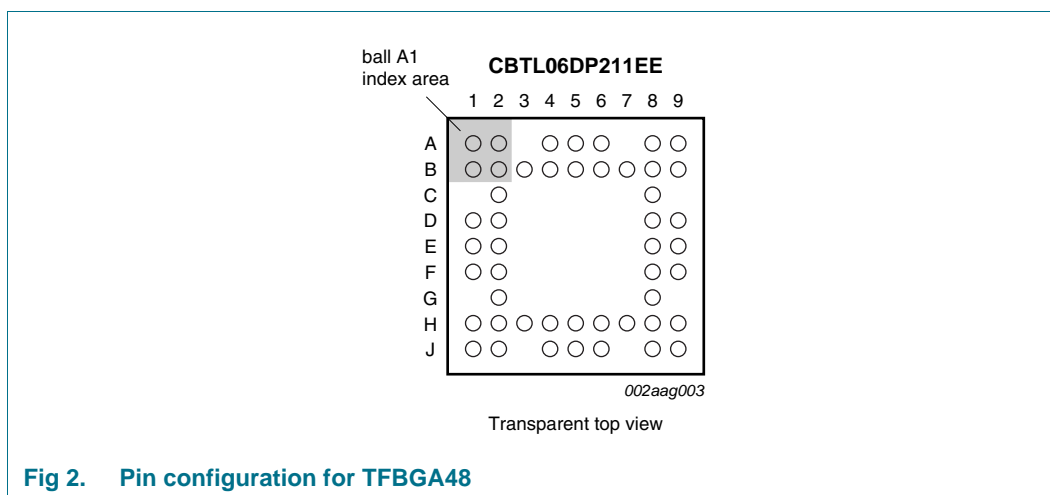 ball A1
index area
CBTL06DP211EE
1 2 3 4 5 6 7 8 9
A
B
C
D
E
F
G
H
J
002aag003
Transparent top view
Fig 2. Pin configuration for TFBGA48